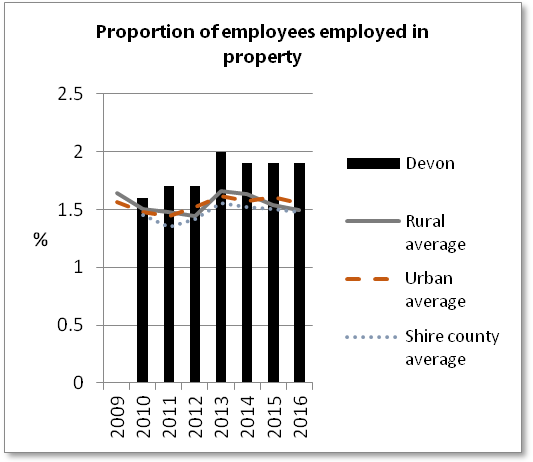 Proportion of employees employed in
property
2.5
2
1.5
1
0.5
0
%
2009
2010
2011
2012
2013
2014
2015
2016
Devon
Rural
average
Urban
average
Shire county
average